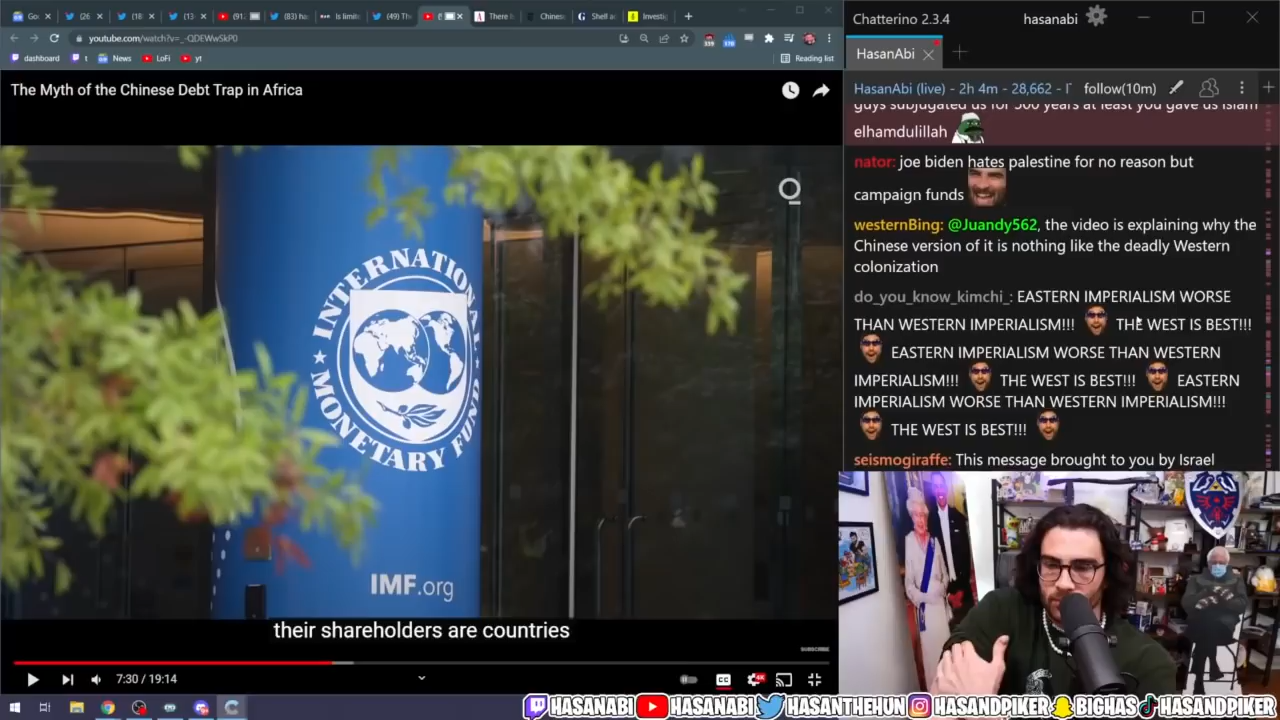 Chatterino 2.3.4
hasanabi
youtube.com/watch?v=_-QDEWwSkP0
HasanAbi
dashboard
News
LoFi
yt
Reading list
The Myth of the Chinese Debt Trap in Africa
HasanAbi (live) - 2h 4m - 28,662 -
follow(10m)
guys subjugated us for 500 years at least you gave us islam
elhamdulillah
nator: joe biden hates palestine for no reason but
campaign funds
westernBing: @Juandy562, the video is explaining why the
Chinese version of it is nothing like the deadly Western
colonization
do_you_know_kimchi_: EASTERN IMPERIALISM WORSE
THAN WESTERN IMPERIALISM!!! THE WEST IS BEST!!!
EASTERN IMPERIALISM WORSE THAN WESTERN
IMPERIALISM!!! THE WEST IS BEST!!! EASTERN
IMPERIALISM WORSE THAN WESTERN IMPERIALISM!!!
THE WEST IS BEST!!!
seismogiraffe: This message brought to you by Israel
INTERNATIONAL
MONETARY FUND
IMF.org
their shareholders are countries
SUBSCRIBE
7:30 / 19:14
CC
4K
HASANABI HASANABI HASANTHEHUN HASANDPIKER BIGHAS HASANDPIKER